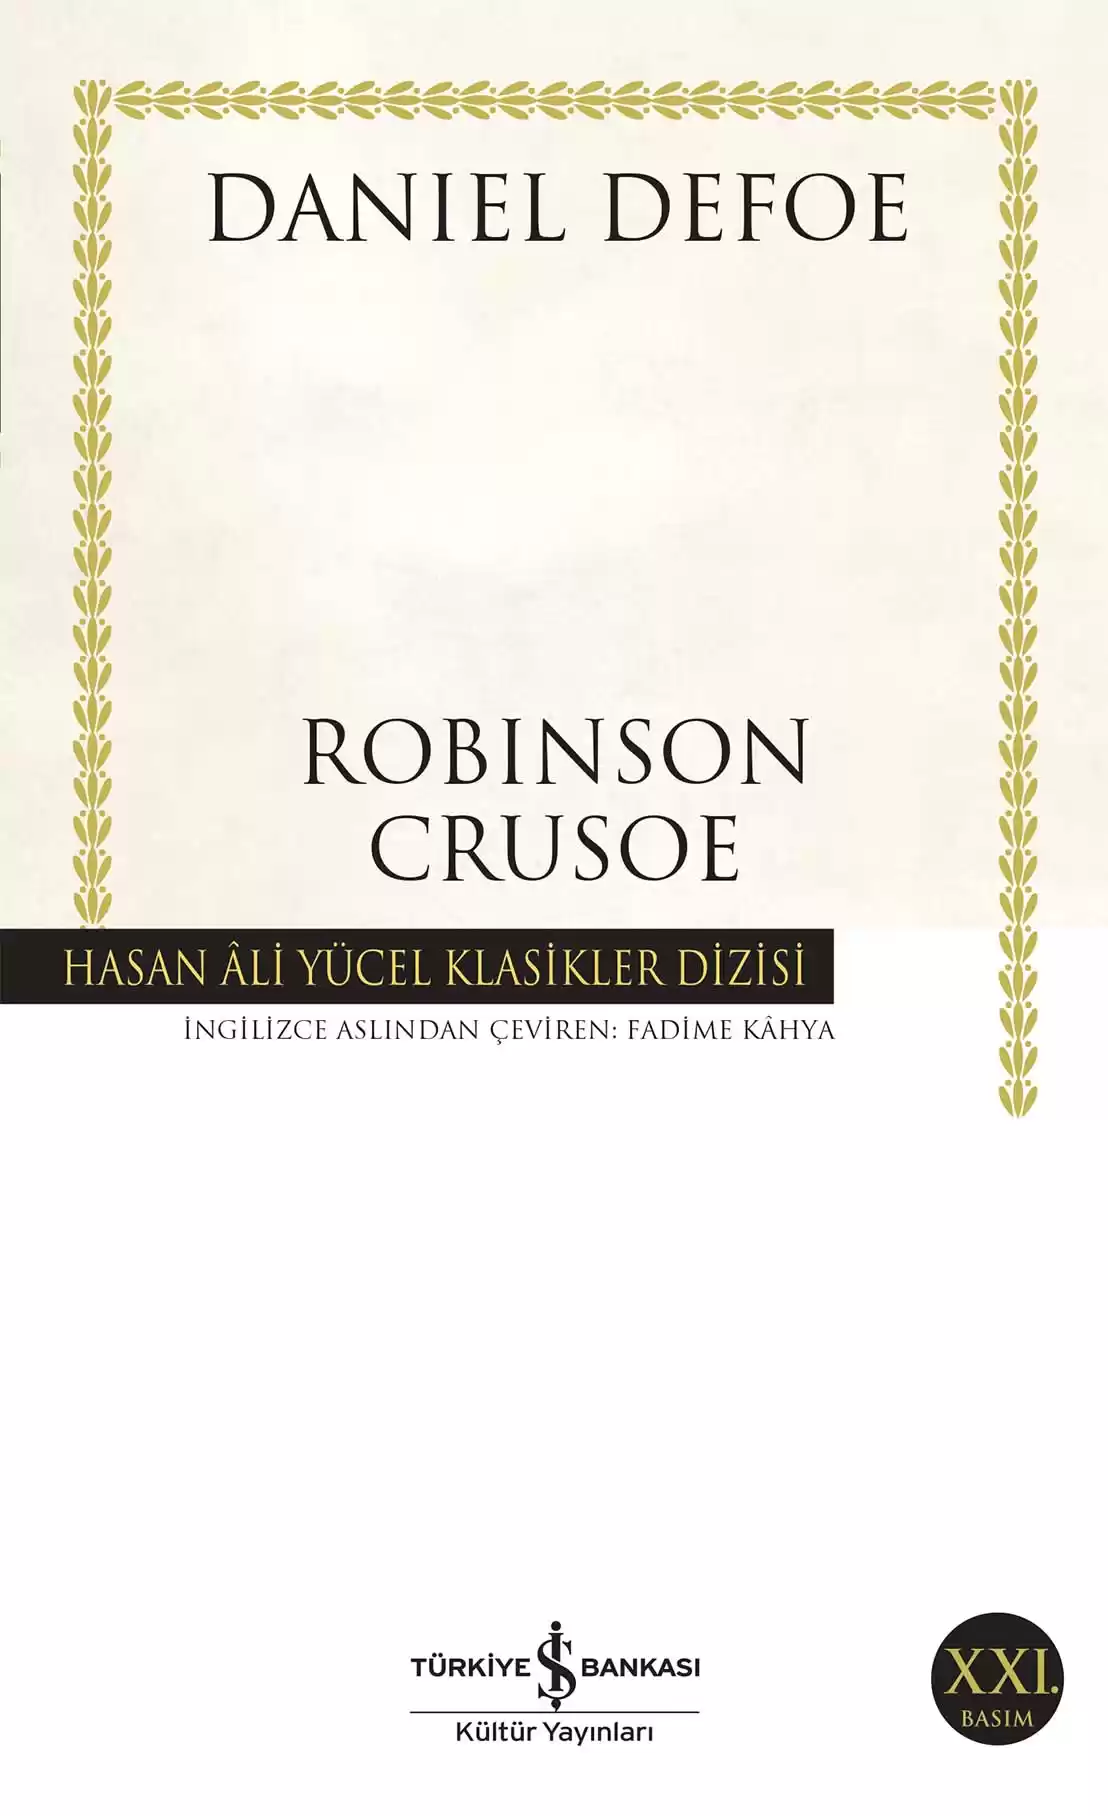 DANIEL DEFOE
ROBINSON
CRUSOE
HASAN ÂLİ YÜCEL KLASİKLER DİZİSİ
İNGİLİZCE ASLINDAN ÇEVİREN: FADİME KÂHYA
TÜRKİYE İŞ BANKASI
Kültür Yayınları
XXI.
BASIM